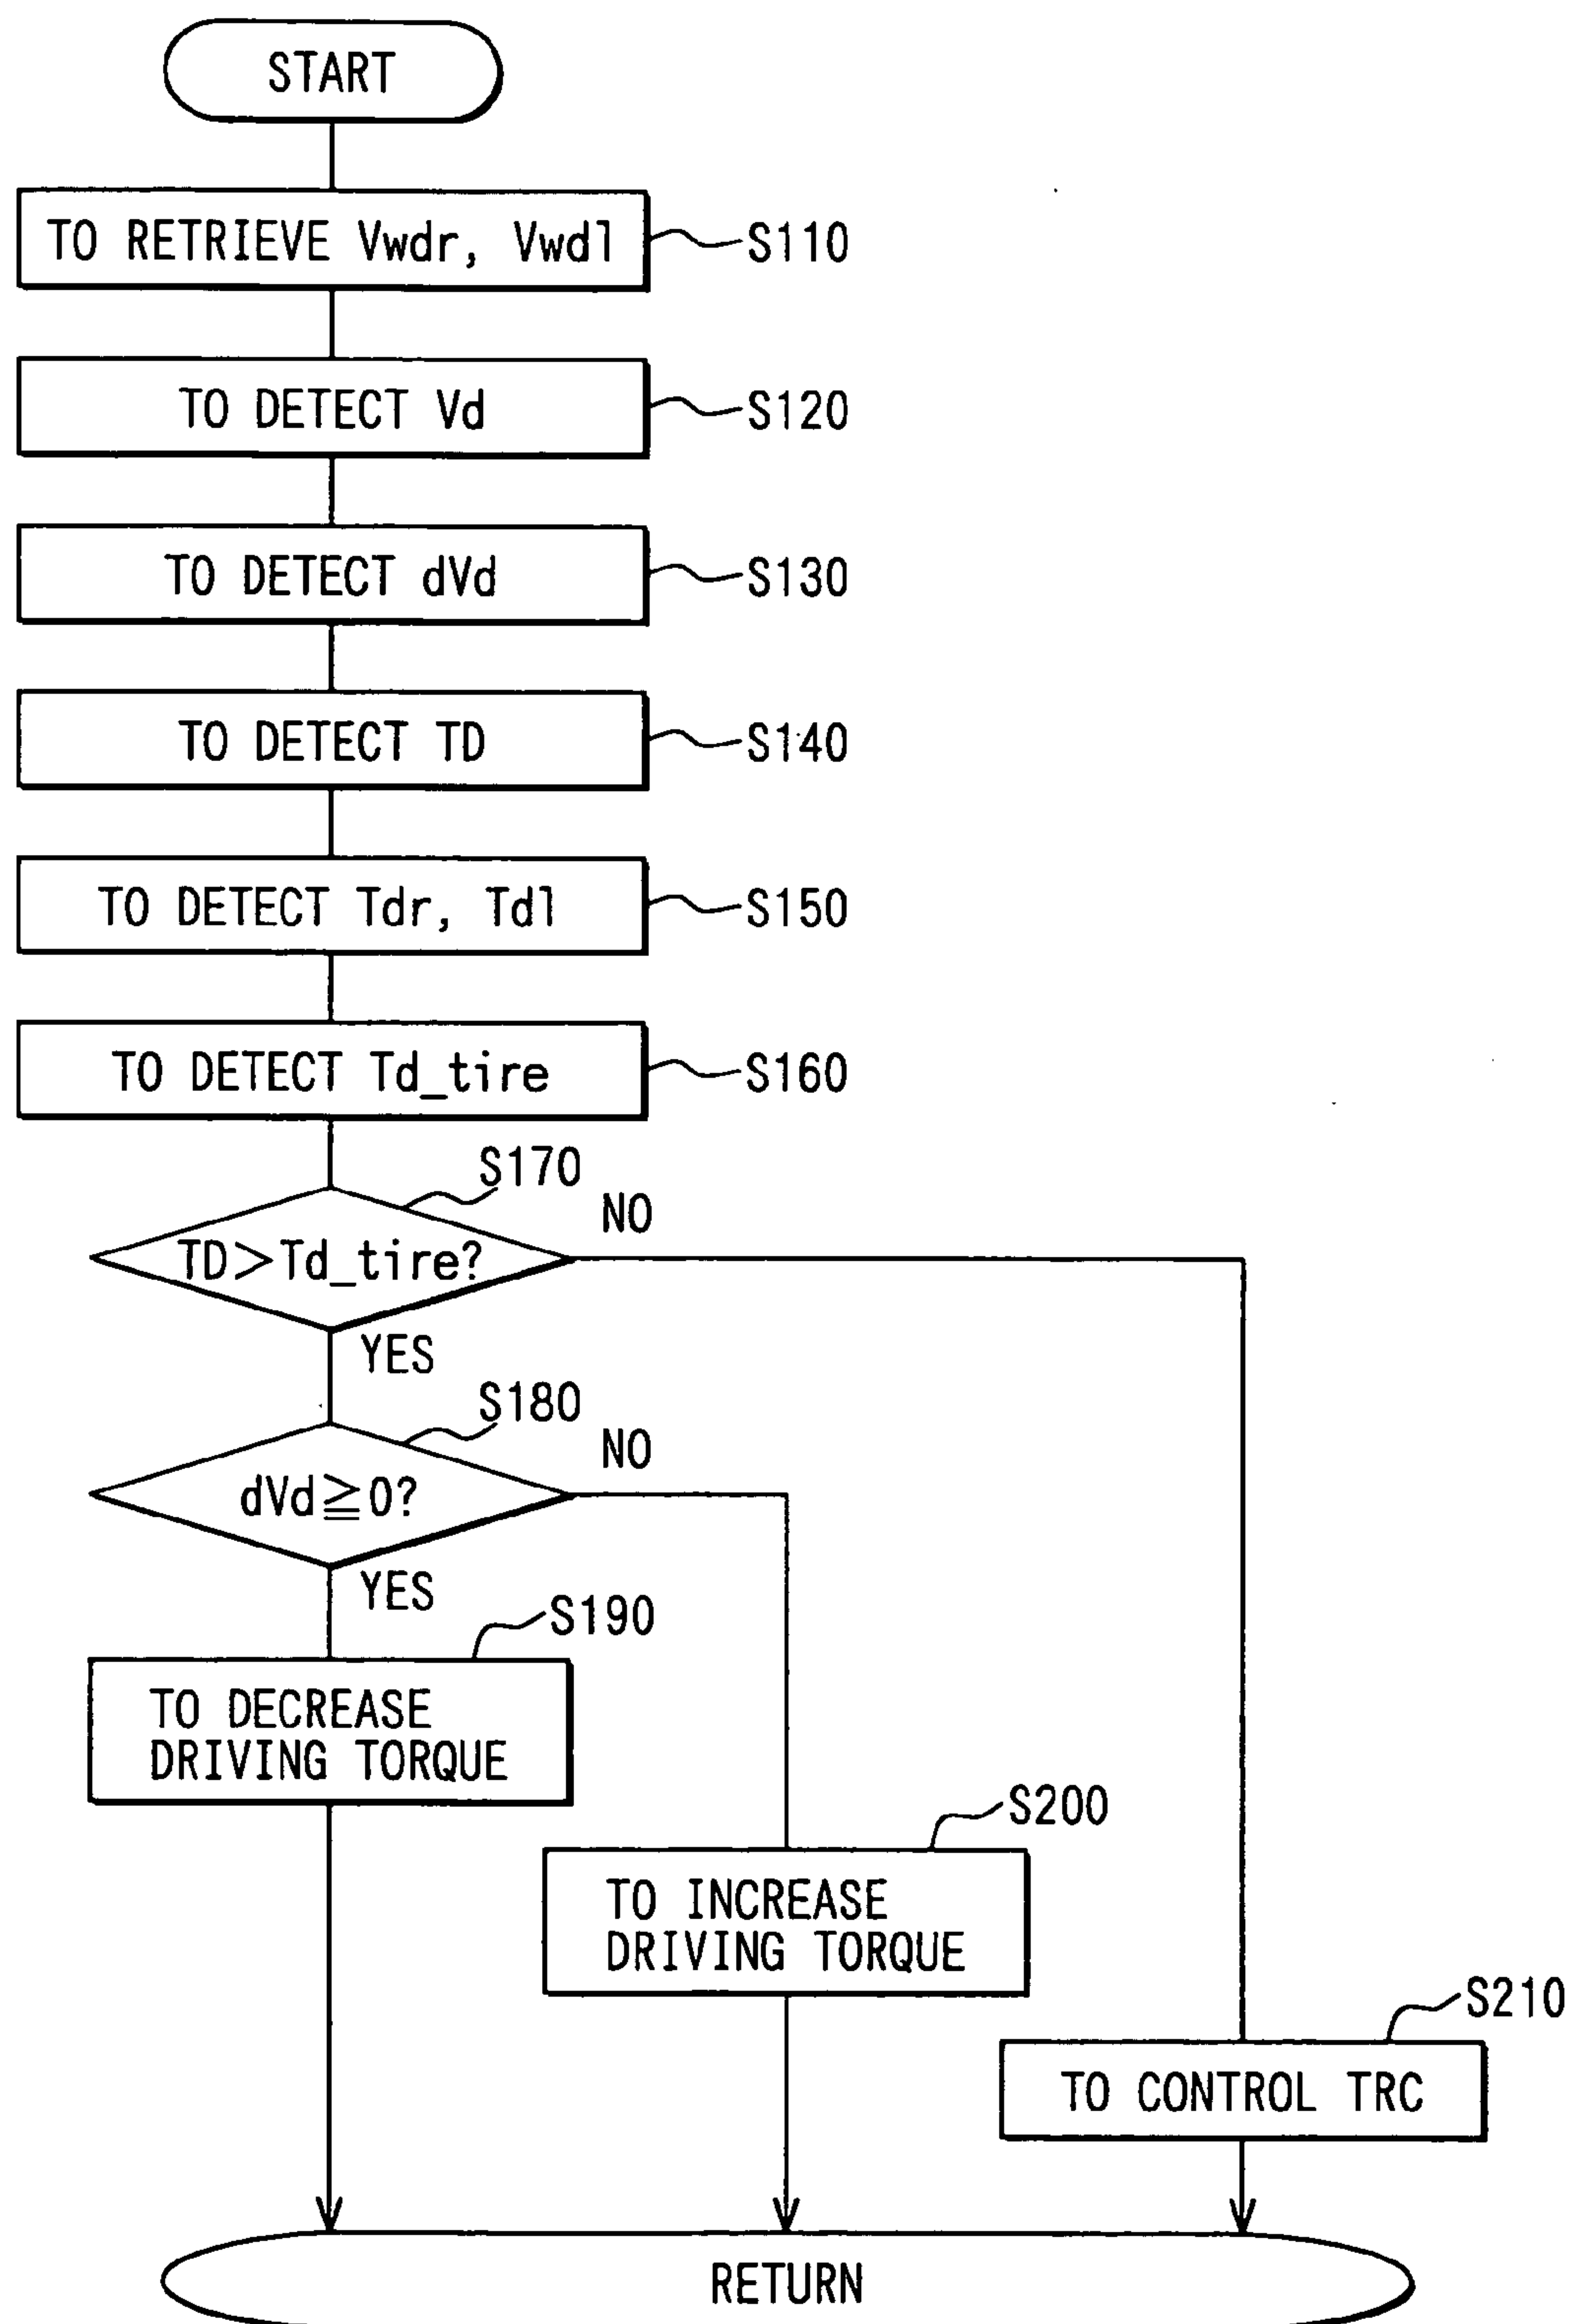 START
TO RETRIEVE Vwdr, Vwdl
S110
TO DETECT Vd
S120
TO DETECT dVd
S130
TO DETECT TD
S140
TO DETECT Tdr, Tdl
S150
TO DETECT Td_tire
S160
S170
NO
TD>Td_tire?
YES
S180
NO
dVd≧0?
YES
S190
TO DECREASE
DRIVING TORQUE
S200
TO INCREASE
DRIVING TORQUE
S210
TO CONTROL TRC
RETURN